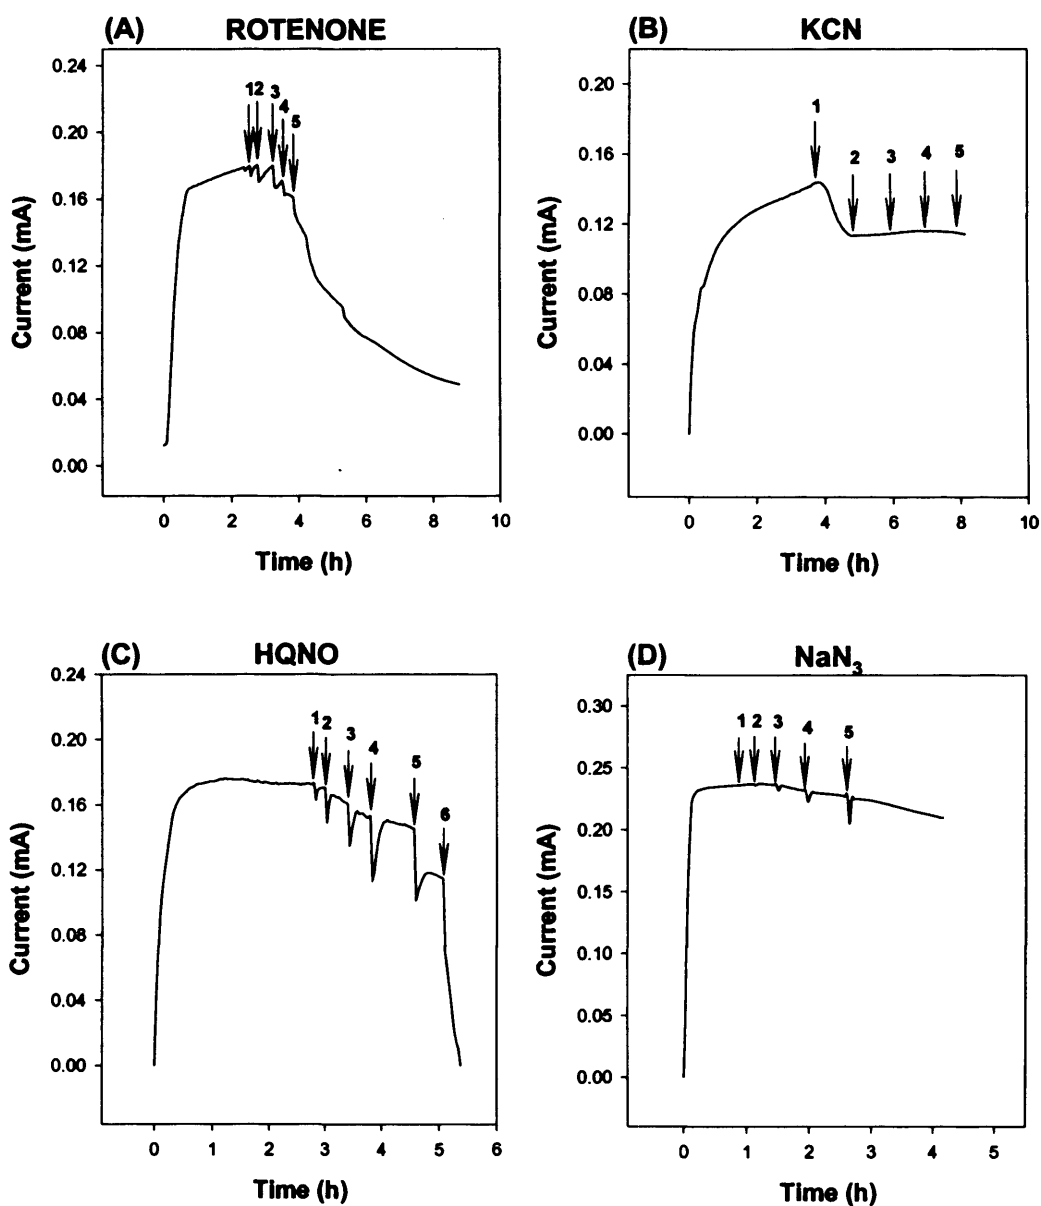 (A) ROTENONE
0.24
0.20
0.16
0.12
0.08
0.04
0.00
Current (mA)
1 2 3 4 5
0 2 4 6 8 10
Time (h)
(B) KCN
0.20
0.16
0.12
0.08
0.04
0.00
Current (mA)
1 2 3 4 5
0 2 4 6 8 10
Time (h)
(C) HQNO
0.24
0.20
0.16
0.12
0.08
0.04
0.00
Current (mA)
1 2 3 4 5 6
0 1 2 3 4 5 6
Time (h)
(D) NaN₃
0.30
0.25
0.20
0.15
0.10
0.05
0.00
Current (mA)
1 2 3 4 5
0 1 2 3 4 5
Time (h)